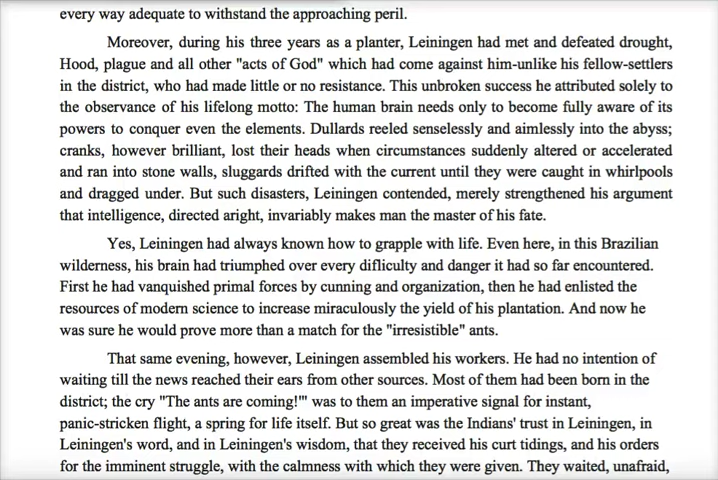 every way adequate to withstand the approaching peril.
Moreover, during his three years as a planter, Leiningen had met and defeated drought,
Hood, plague and all other "acts of God" which had come against him-unlike his fellow-settlers
in the district, who had made little or no resistance. This unbroken success he attributed solely to
the observance of his lifelong motto: The human brain needs only to become fully aware of its
powers to conquer even the elements. Dullards reeled senselessly and aimlessly into the abyss;
cranks, however brilliant, lost their heads when circumstances suddenly altered or accelerated
and ran into stone walls, sluggards drifted with the current until they were caught in whirlpools
and dragged under. But such disasters, Leiningen contended, merely strengthened his argument
that intelligence, directed aright, invariably makes man the master of his fate.
Yes, Leiningen had always known how to grapple with life. Even here, in this Brazilian
wilderness, his brain had triumphed over every difliculty and danger it had so far encountered.
First he had vanquished primal forces by cunning and organization, then he had enlisted the
resources of modern science to increase miraculously the yield of his plantation. And now he
was sure he would prove more than a match for the "irresistible" ants.
That same evening, however, Leiningen assembled his workers. He had no intention of
waiting till the news reached their ears from other sources. Most of them had been born in the
district; the cry "The ants are coming!'" was to them an imperative signal for instant,
panic-stricken flight, a spring for life itself. But so great was the Indians' trust in Leiningen, in
Leiningen's word, and in Leiningen's wisdom, that they received his curt tidings, and his orders
for the imminent struggle, with the calmness with which they were given. They waited, unafraid,